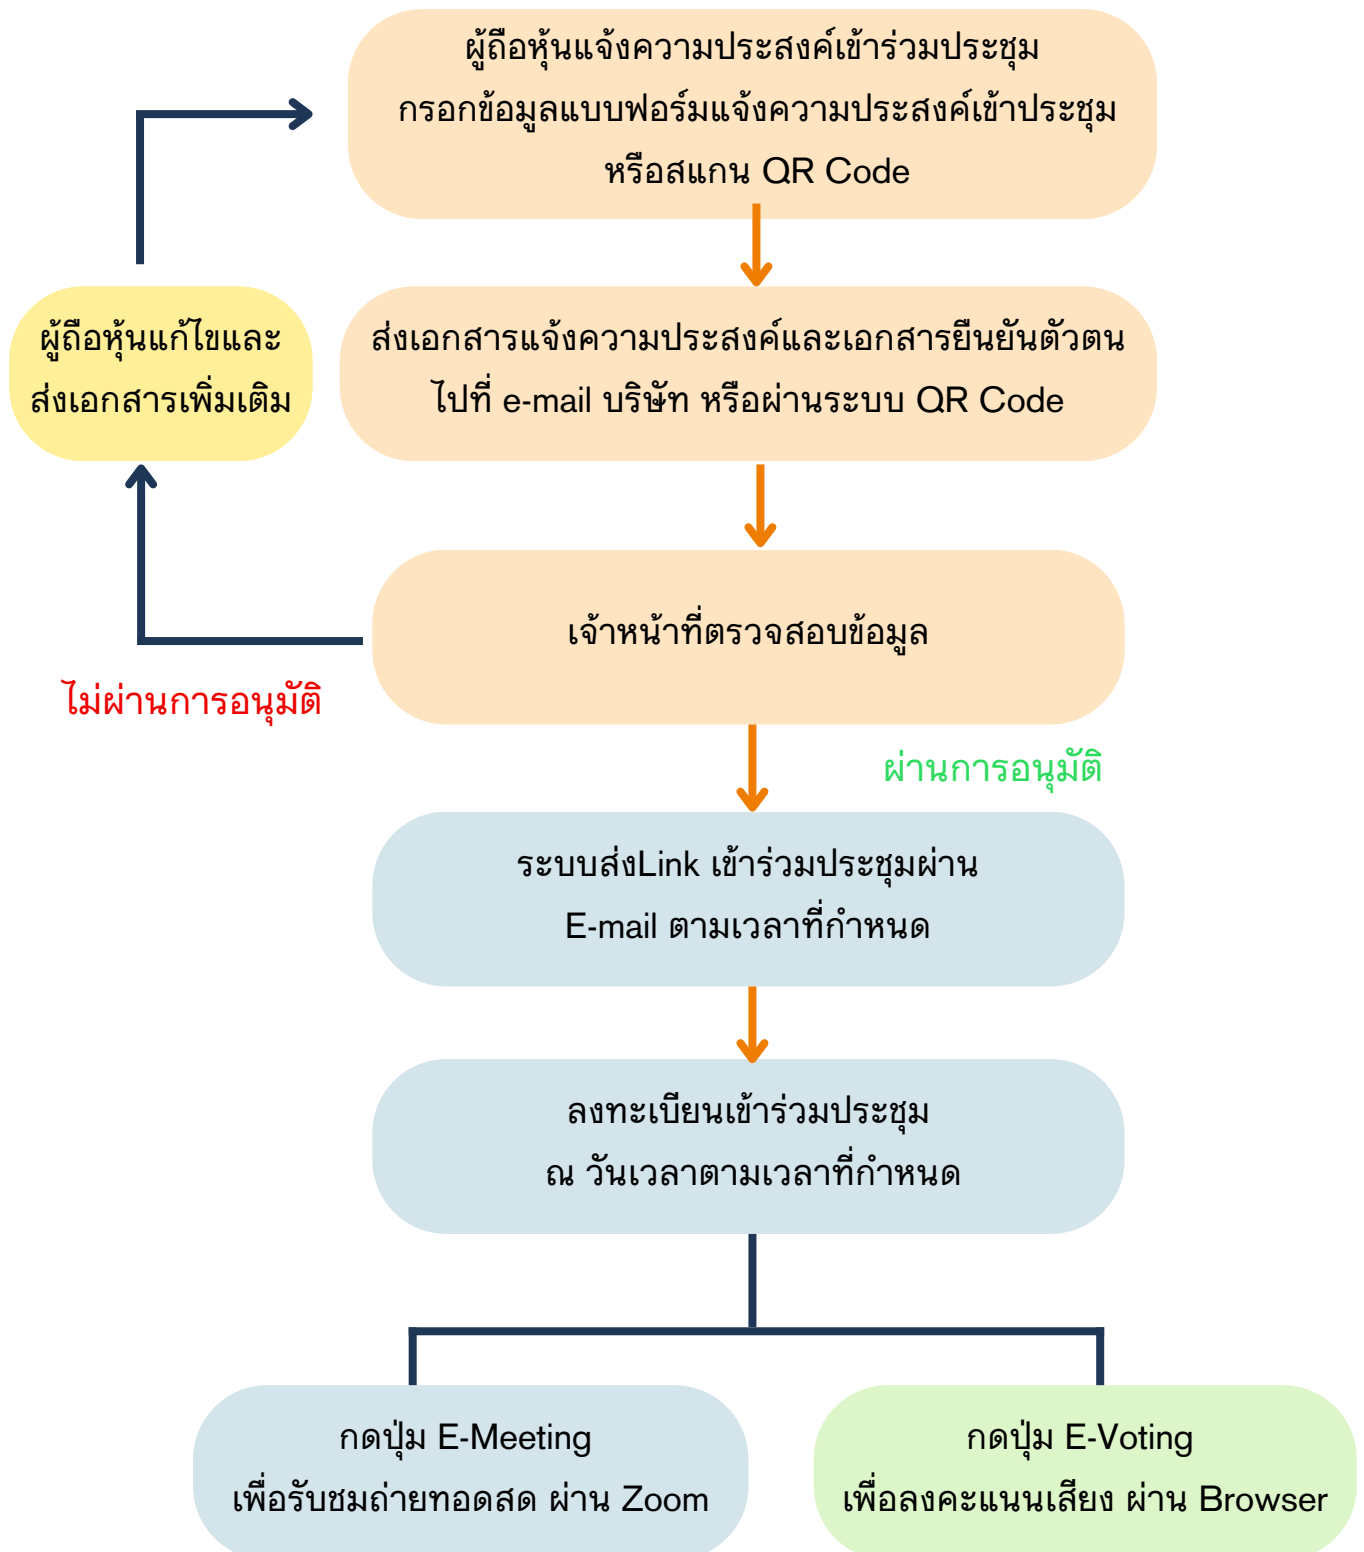 ผู้ถือหุ้นแจ้งความประสงค์เข้าร่วมประชุม
กรอกข้อมูลแบบฟอร์มแจ้งความประสงค์เข้าประชุม
หรือสแกน QR Code
ผู้ถือหุ้นแก้ไขและ
ส่งเอกสารเพิ่มเติม
ส่งเอกสารแจ้งความประสงค์และเอกสารยืนยันตัวตน
ไปที่ e-mail บริษัท หรือผ่านระบบ QR Code
เจ้าหน้าที่ตรวจสอบข้อมูล
ไม่ผ่านการอนุมัติ
ผ่านการอนุมัติ
ระบบส่งLink เข้าร่วมประชุมผ่าน
E-mail ตามเวลาที่กำหนด
ลงทะเบียนเข้าร่วมประชุม
ณ วันเวลาตามเวลาที่กำหนด
กดปุ่ม E-Meeting
เพื่อรับชมถ่ายทอดสด ผ่าน Zoom
กดปุ่ม E-Voting
เพื่อลงคะแนนเสียง ผ่าน Browser